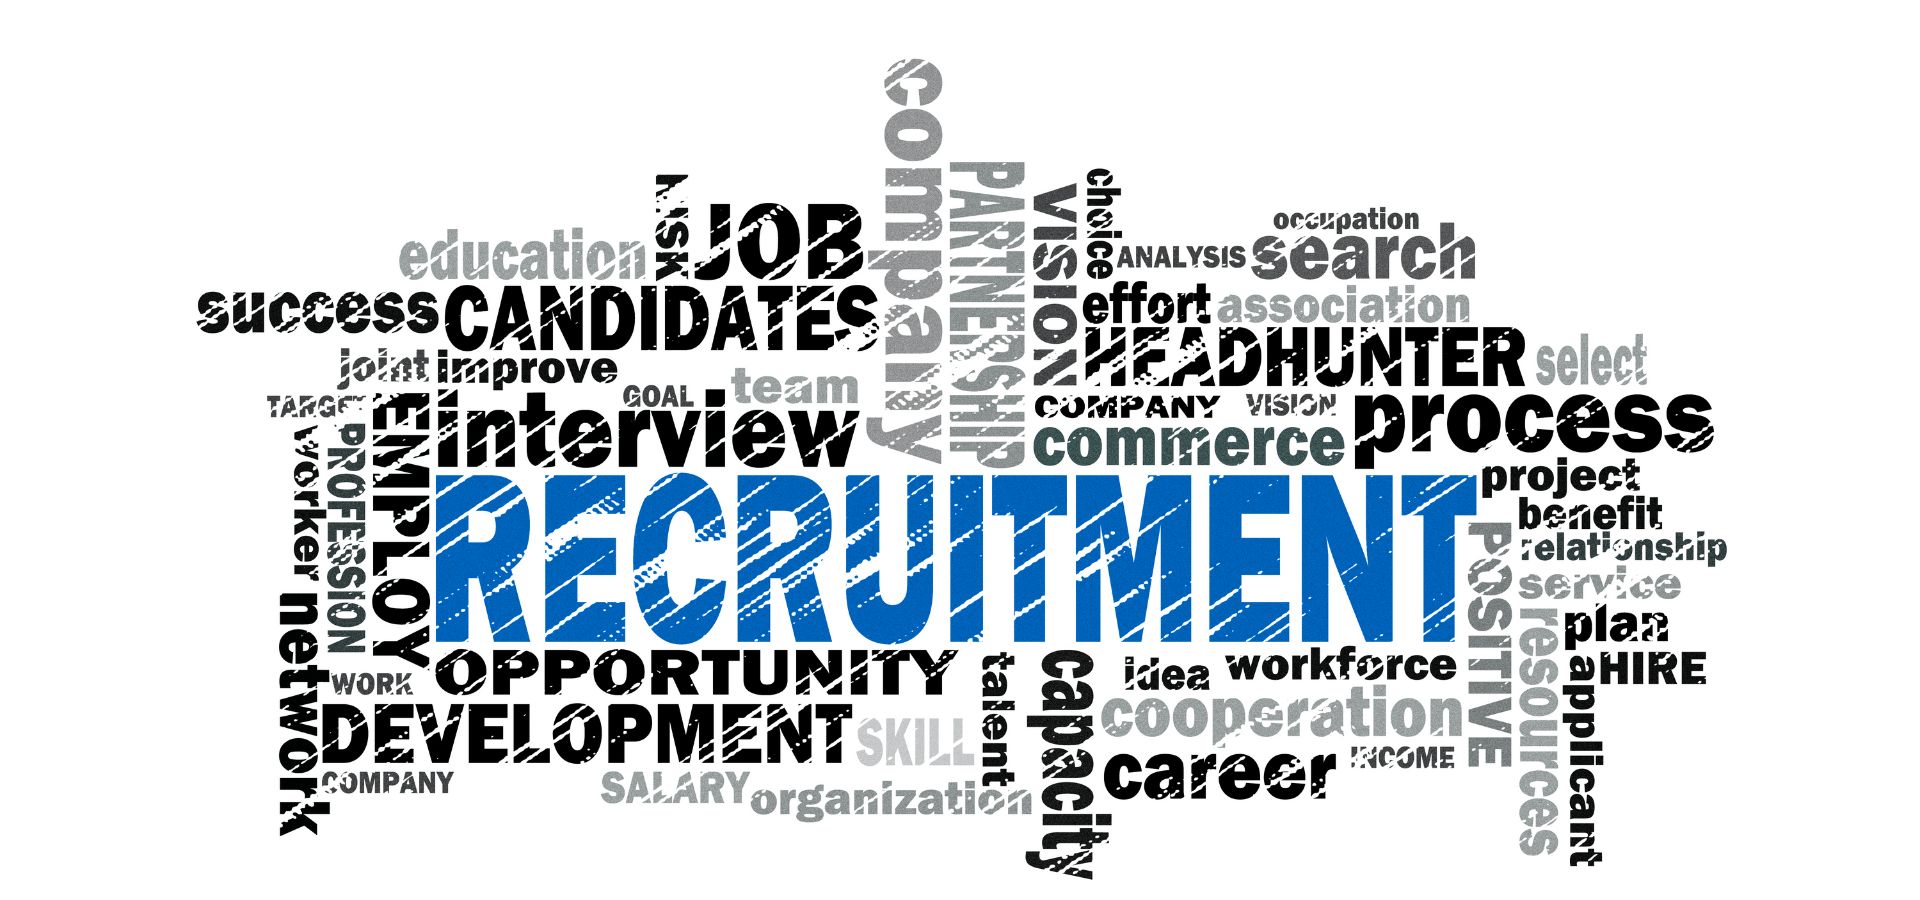 company
PARTNERSHIP
VISION
choice
occupation
RISK
JOB
education
ANALYSIS
search
success
CANDIDATES
effort
association
HEADHUNTER
select
joint
improve
GOAL
team
TARGET
EMPLOY
interview
COMPANY
VISION
process
commerce
worker
PROFESSION
RECRUITMENT
project
benefit
relationship
POSITIVE
service
resources
plan
network
WORK
OPPORTUNITY
talent
capacity
idea
workforce
HIRE
applicant
DEVELOPMENT
SKILL
cooperation
career
INCOME
COMPANY
SALARY
organization